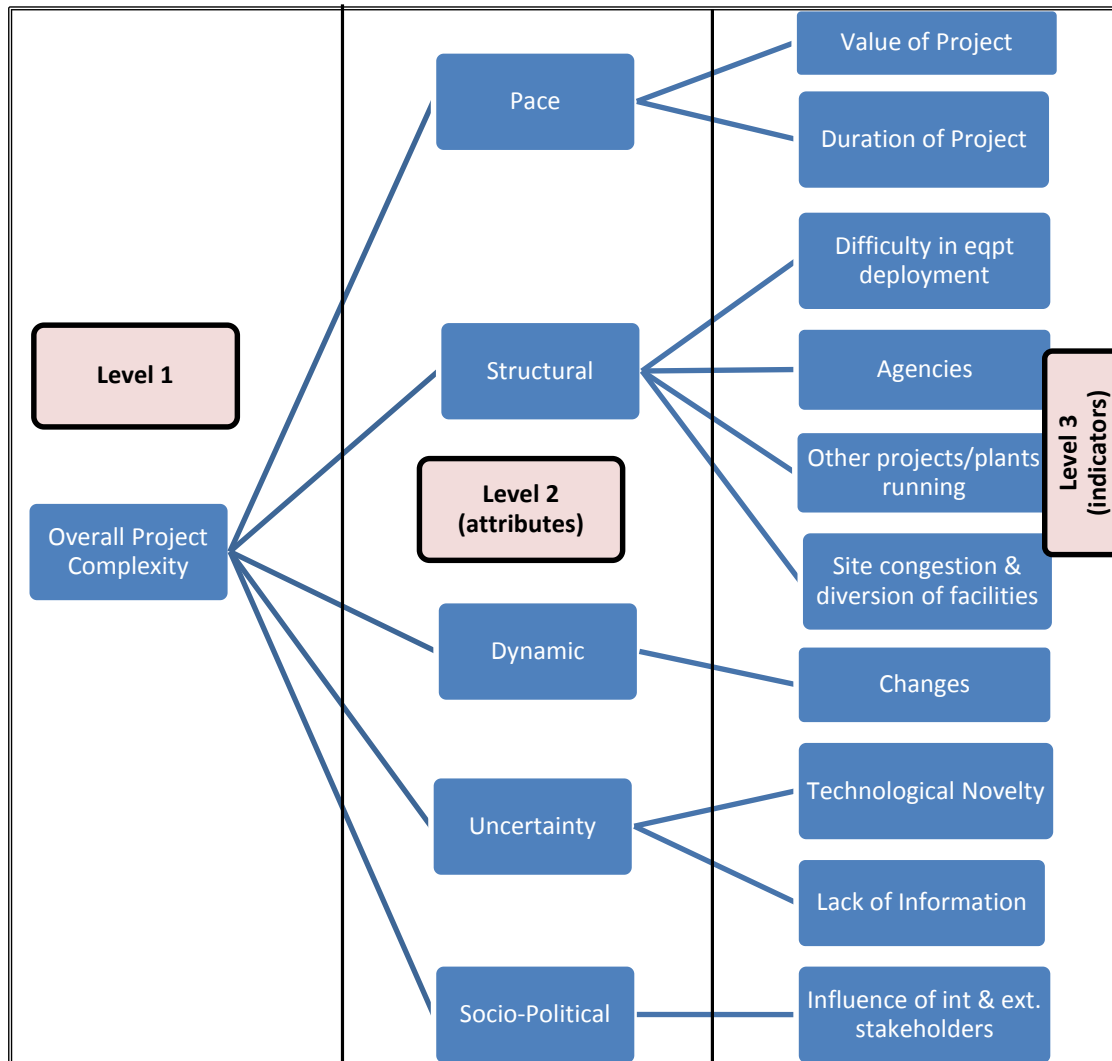 Level 1
Overall Project
Complexity
Pace
Structural
Level 2
(attributes)
Dynamic
Uncertainty
Socio-Political
Value of Project
Duration of Project
Difficulty in eqpt
deployment
Agencies
Other projects/plants
running
Site congestion &
diversion of facilities
Changes
Technological Novelty
Lack of Information
Influence of int & ext.
stakeholders
Level 3
(indicators)